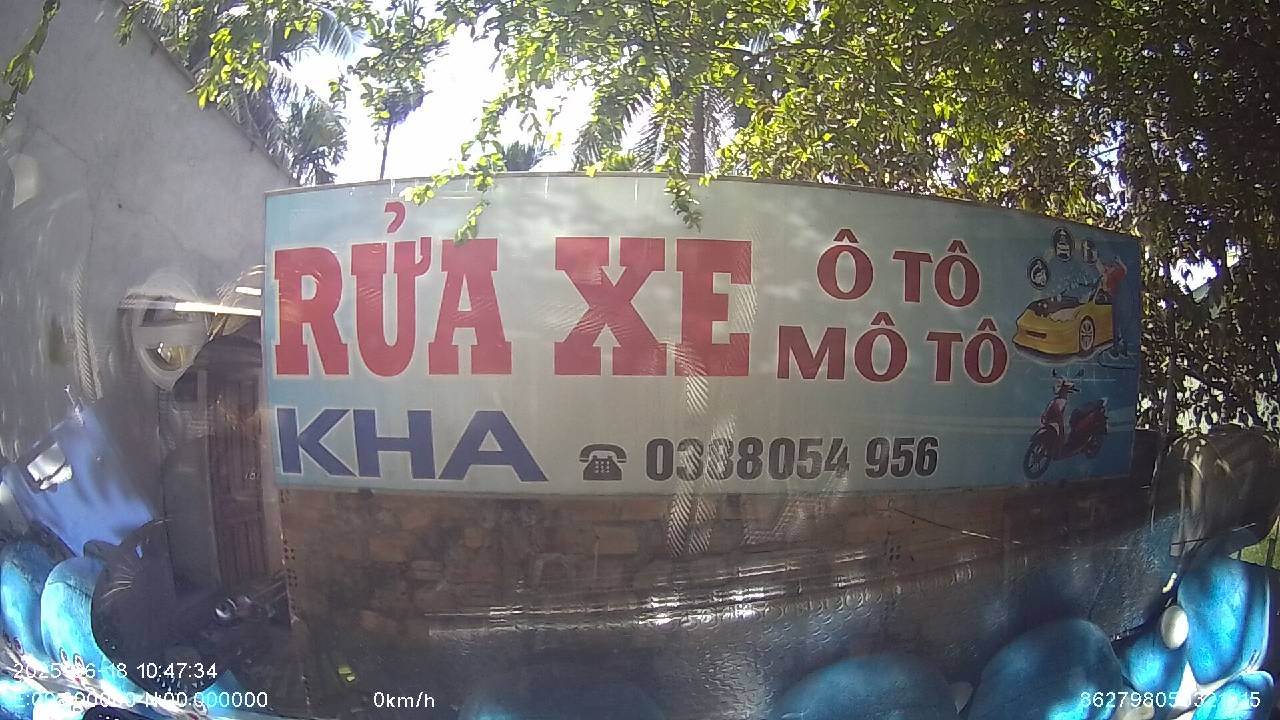 RỬA XE
Ô TÔ
MÔ TÔ
KHA
0388054 956
10:47:34
0km/h